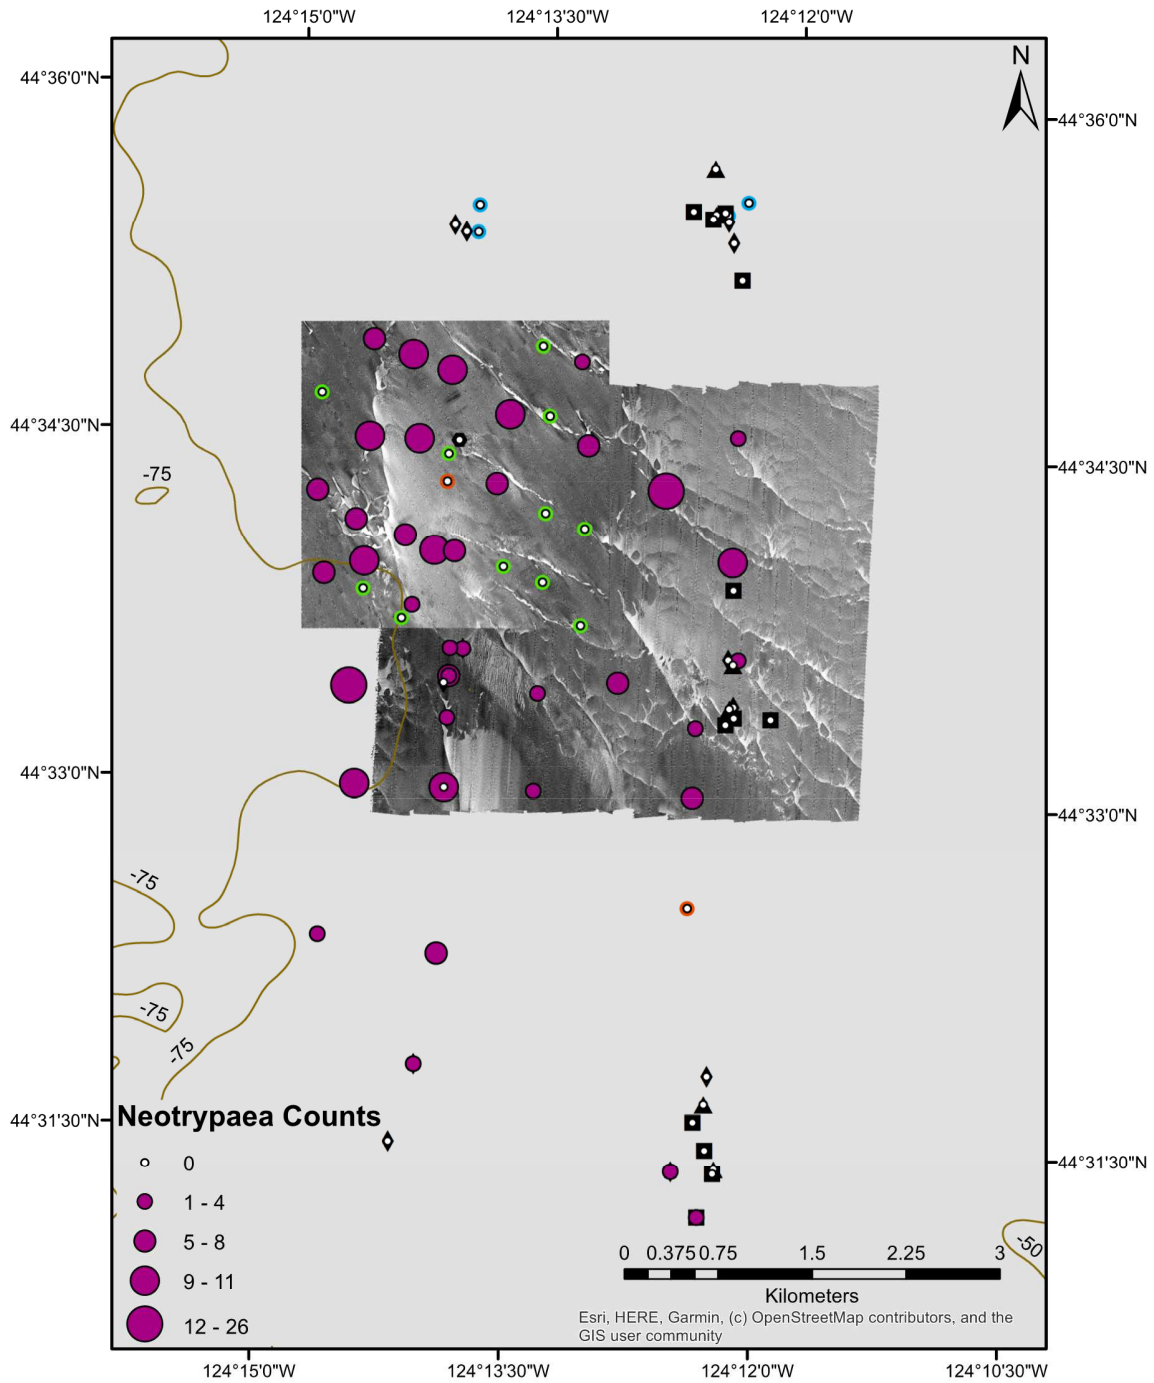 124°15'0"W 124°13'30"W 124°12'0"W
N
44°36'0"N
44°36'0"N
44°34'30"N
44°34'30"N
-75
44°33'0"N
44°33'0"N
-75
-75
-75
44°31'30"N
44°31'30"N
Neotrypaea Counts
0
1 - 4
5 - 8
9 - 11
12 - 26
-50
0 0.375 0.75 1.5 2.25 3
Kilometers
Esri, HERE, Garmin, (c) OpenStreetMap contributors, and the
GIS user community
124°15'0"W 124°13'30"W 124°12'0"W 124°10'30"W